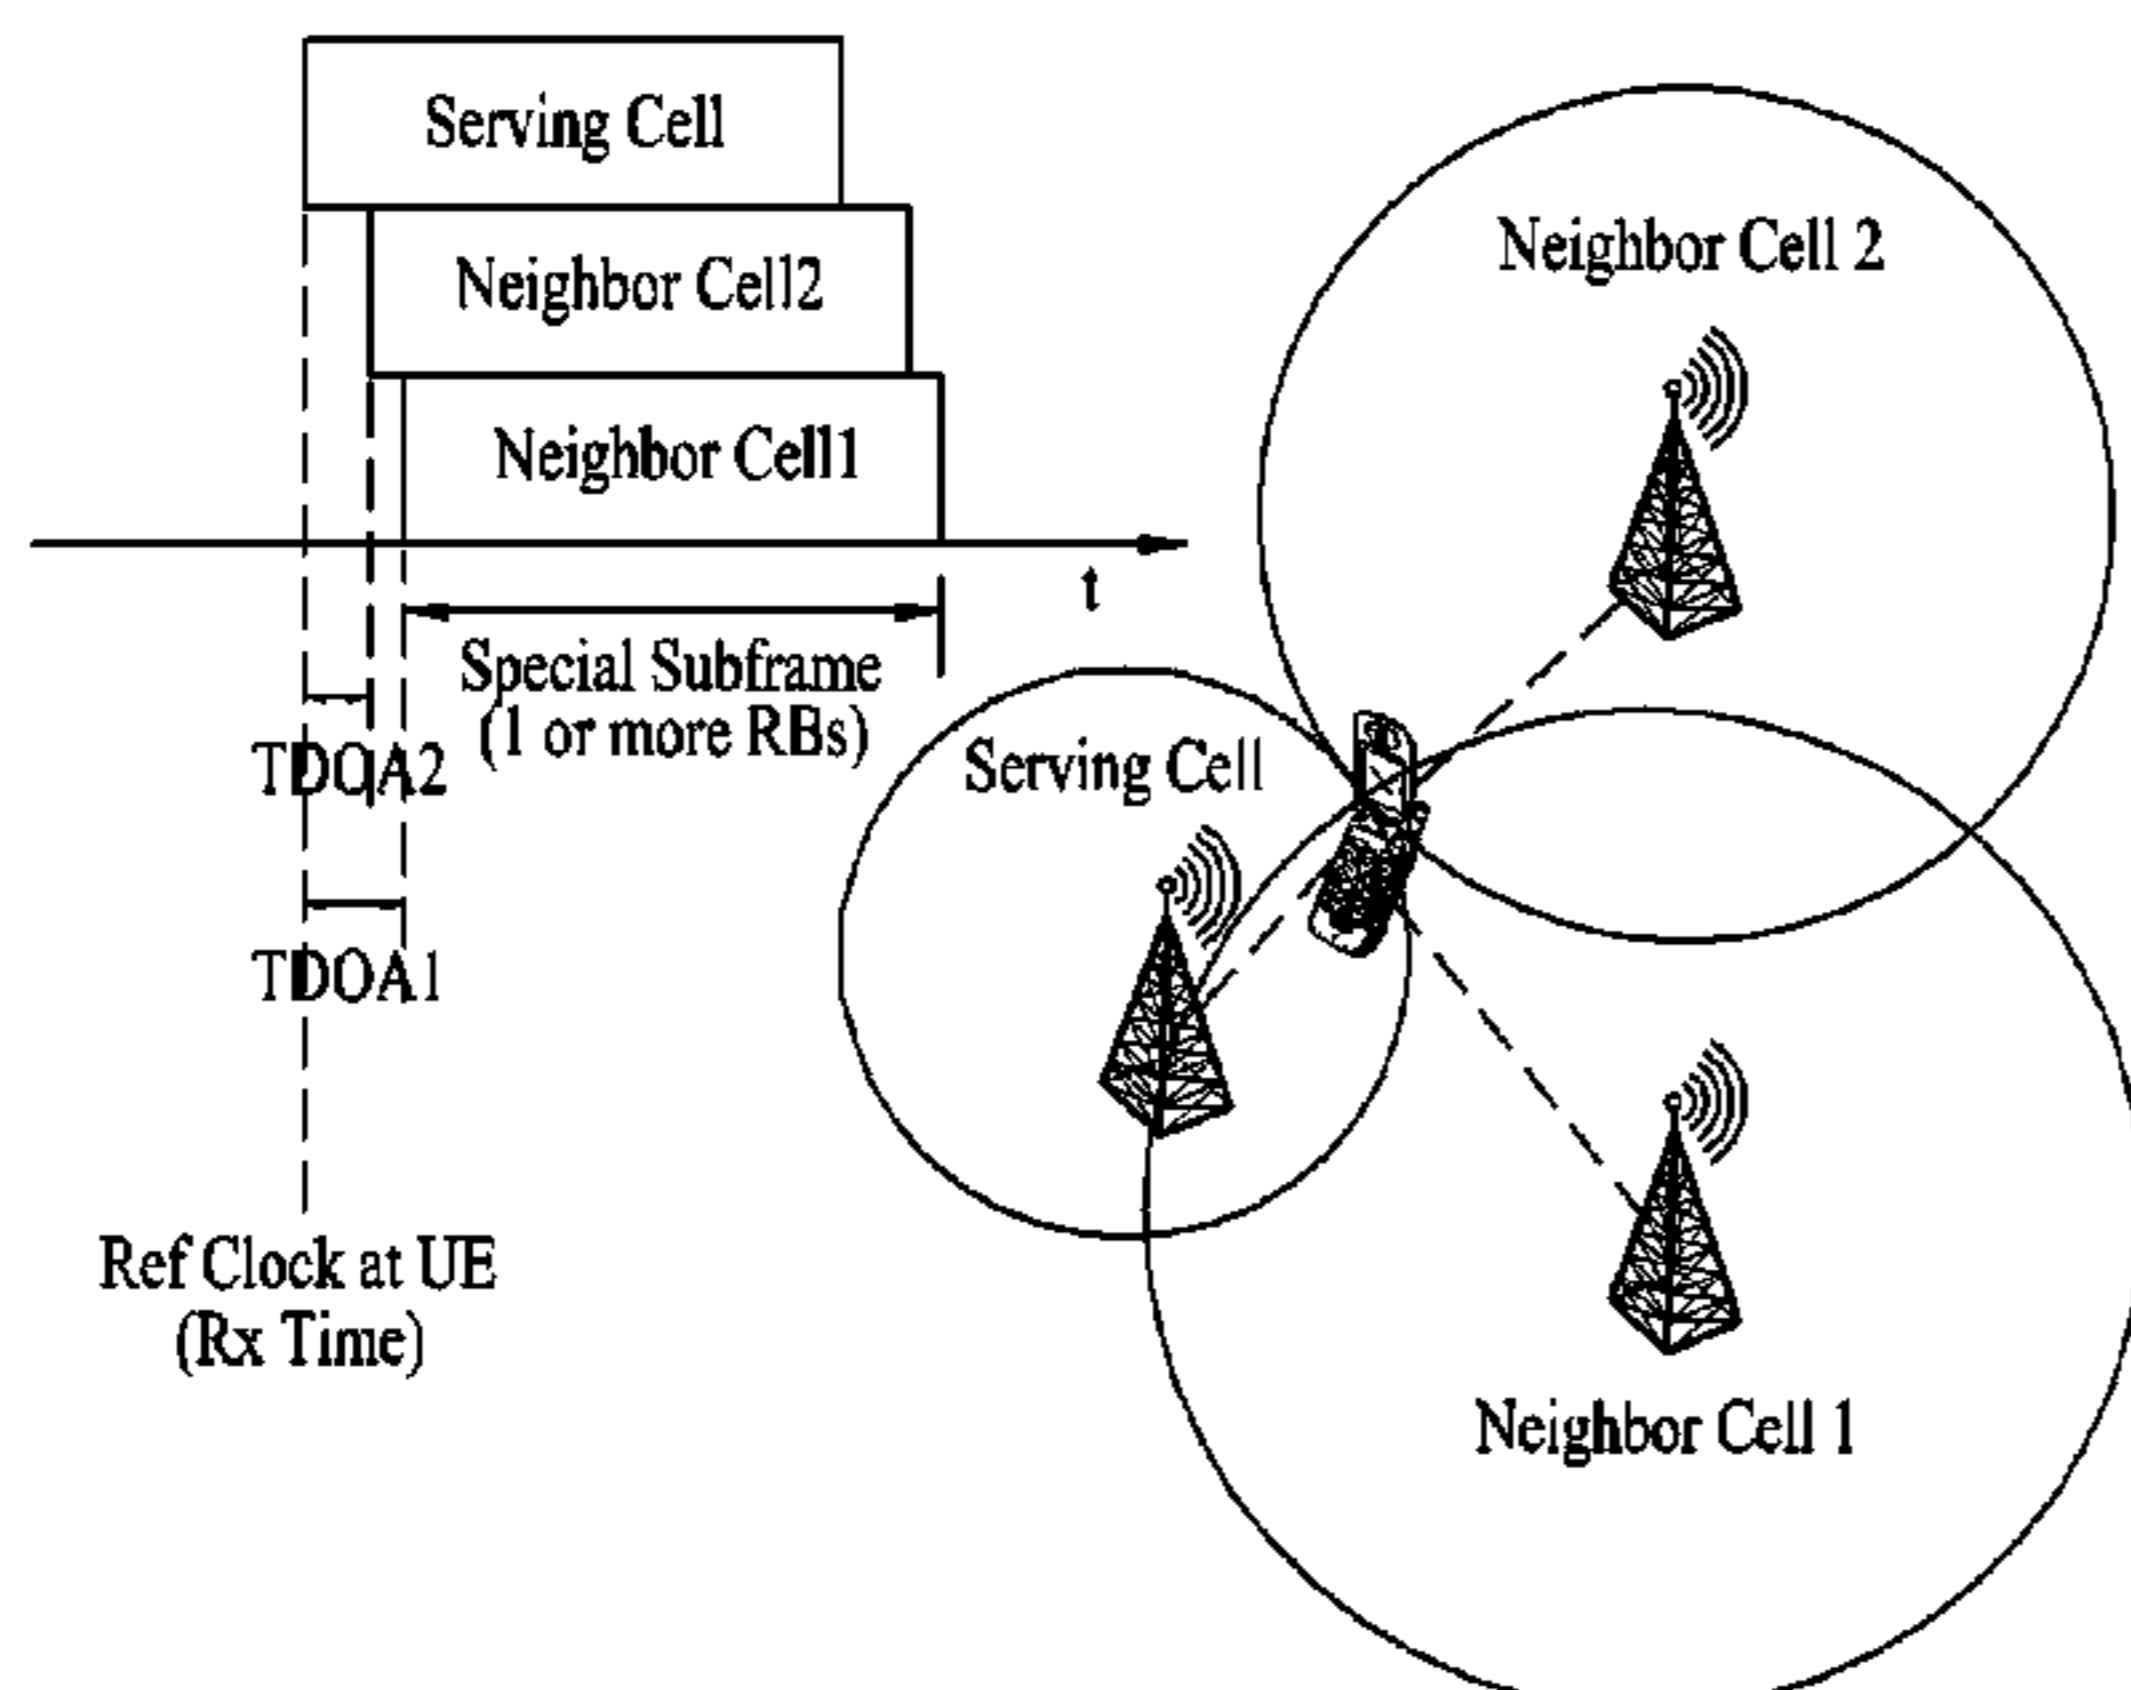 Serving Cell
Neighbor Cell2
Neighbor Cell1
t
Special Subframe
(1 or more RBs)
TDOA2
TDOA1
Ref Clock at UE
(Rx Time)
Neighbor Cell 2
Serving Cell
Neighbor Cell 1